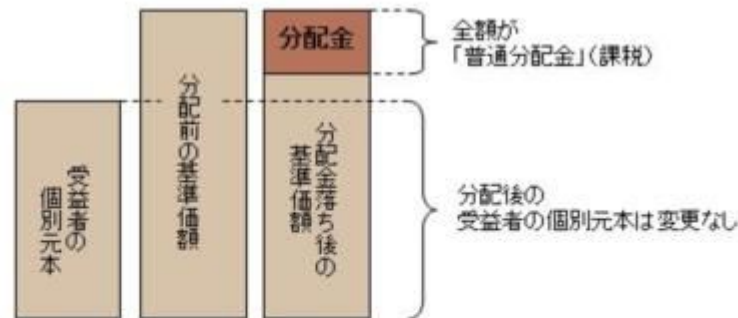 受益者の
個別元本
分配前の基準価額
分配金
分配金落ち後の
基準価額
全額が
「普通分配金」(課税)
分配後の
受益者の個別元本は変更なし